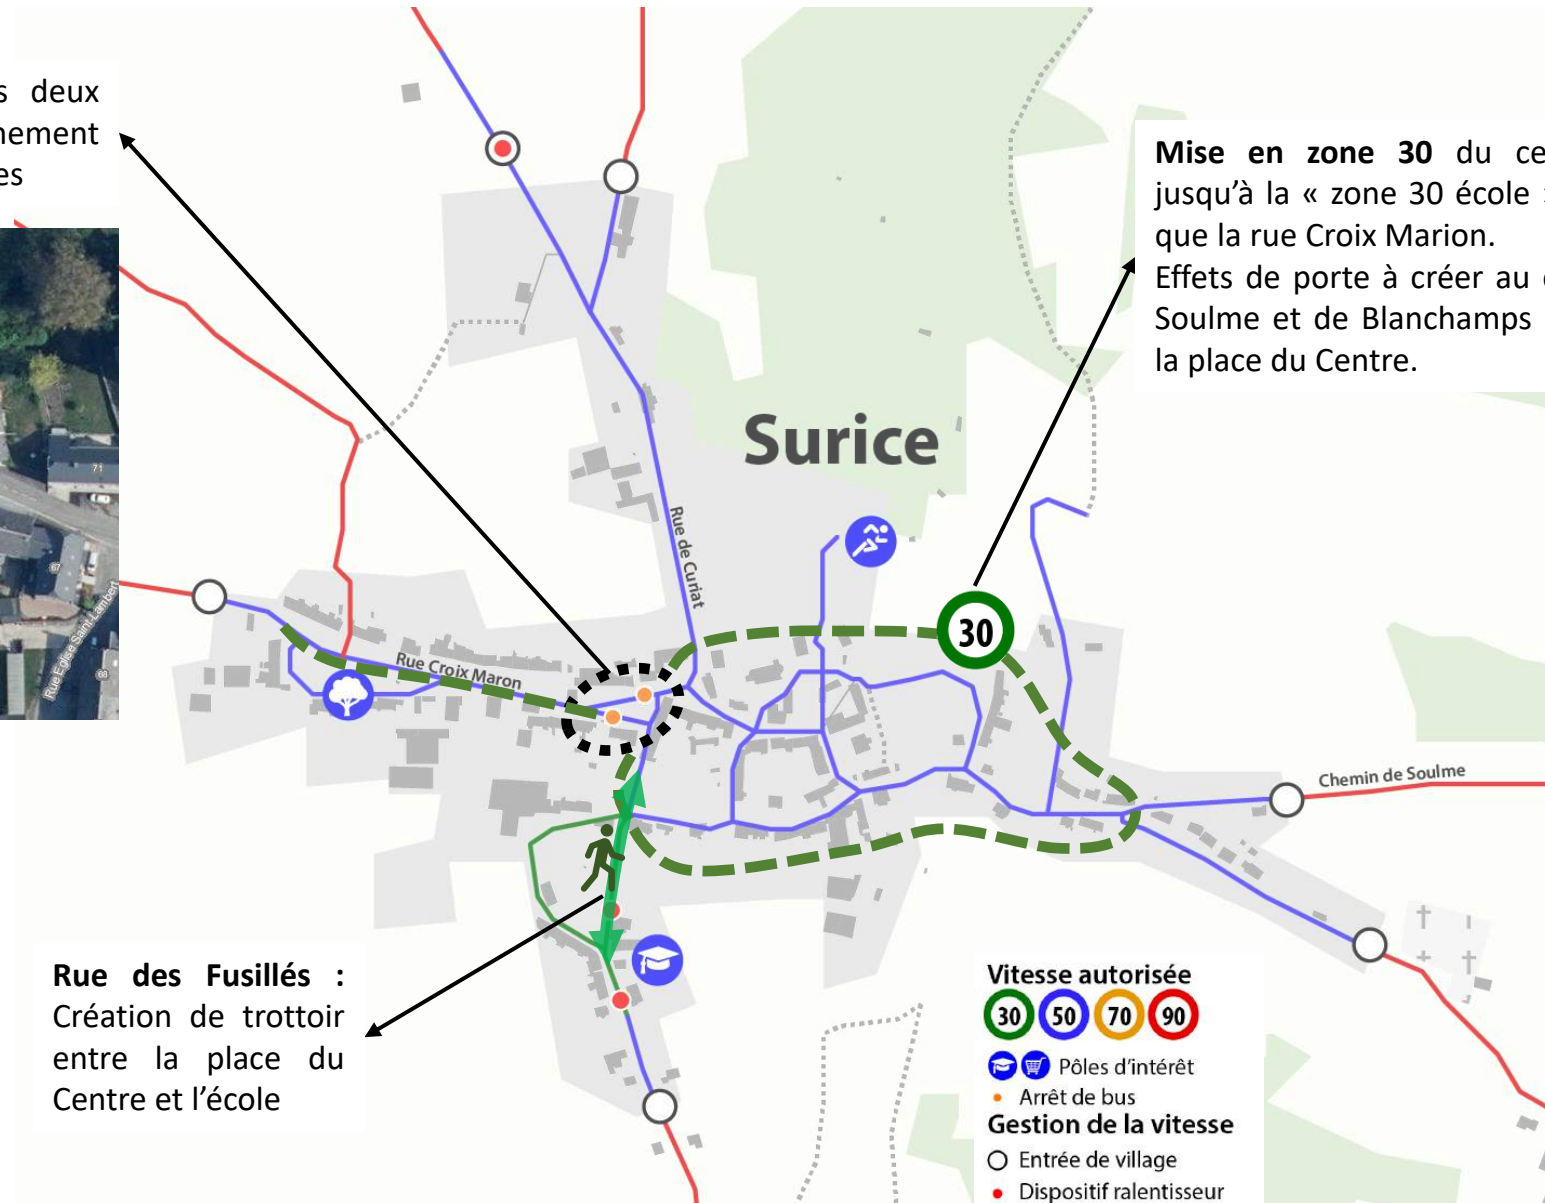 deux
Mise en zone 30 du
jusqu'à la « zone 30 école »
que la rue Croix Marion.
Effets de porte à créer au
Soulme et de Blanchamps
la place du Centre.
Surice
71
67
Rue Eglise Saint-Lambert
68
Rue de Curiat
30
Rue Croix Maron
Chemin de Soulme
Rue des Fusillés :
Création de trottoir
entre la place du
Centre et l'école
Vitesse autorisée
30 50 70 90
Pôles d'intérêt
Arrêt de bus
Gestion de la vitesse
Entrée de village
Dispositif ralentisseur